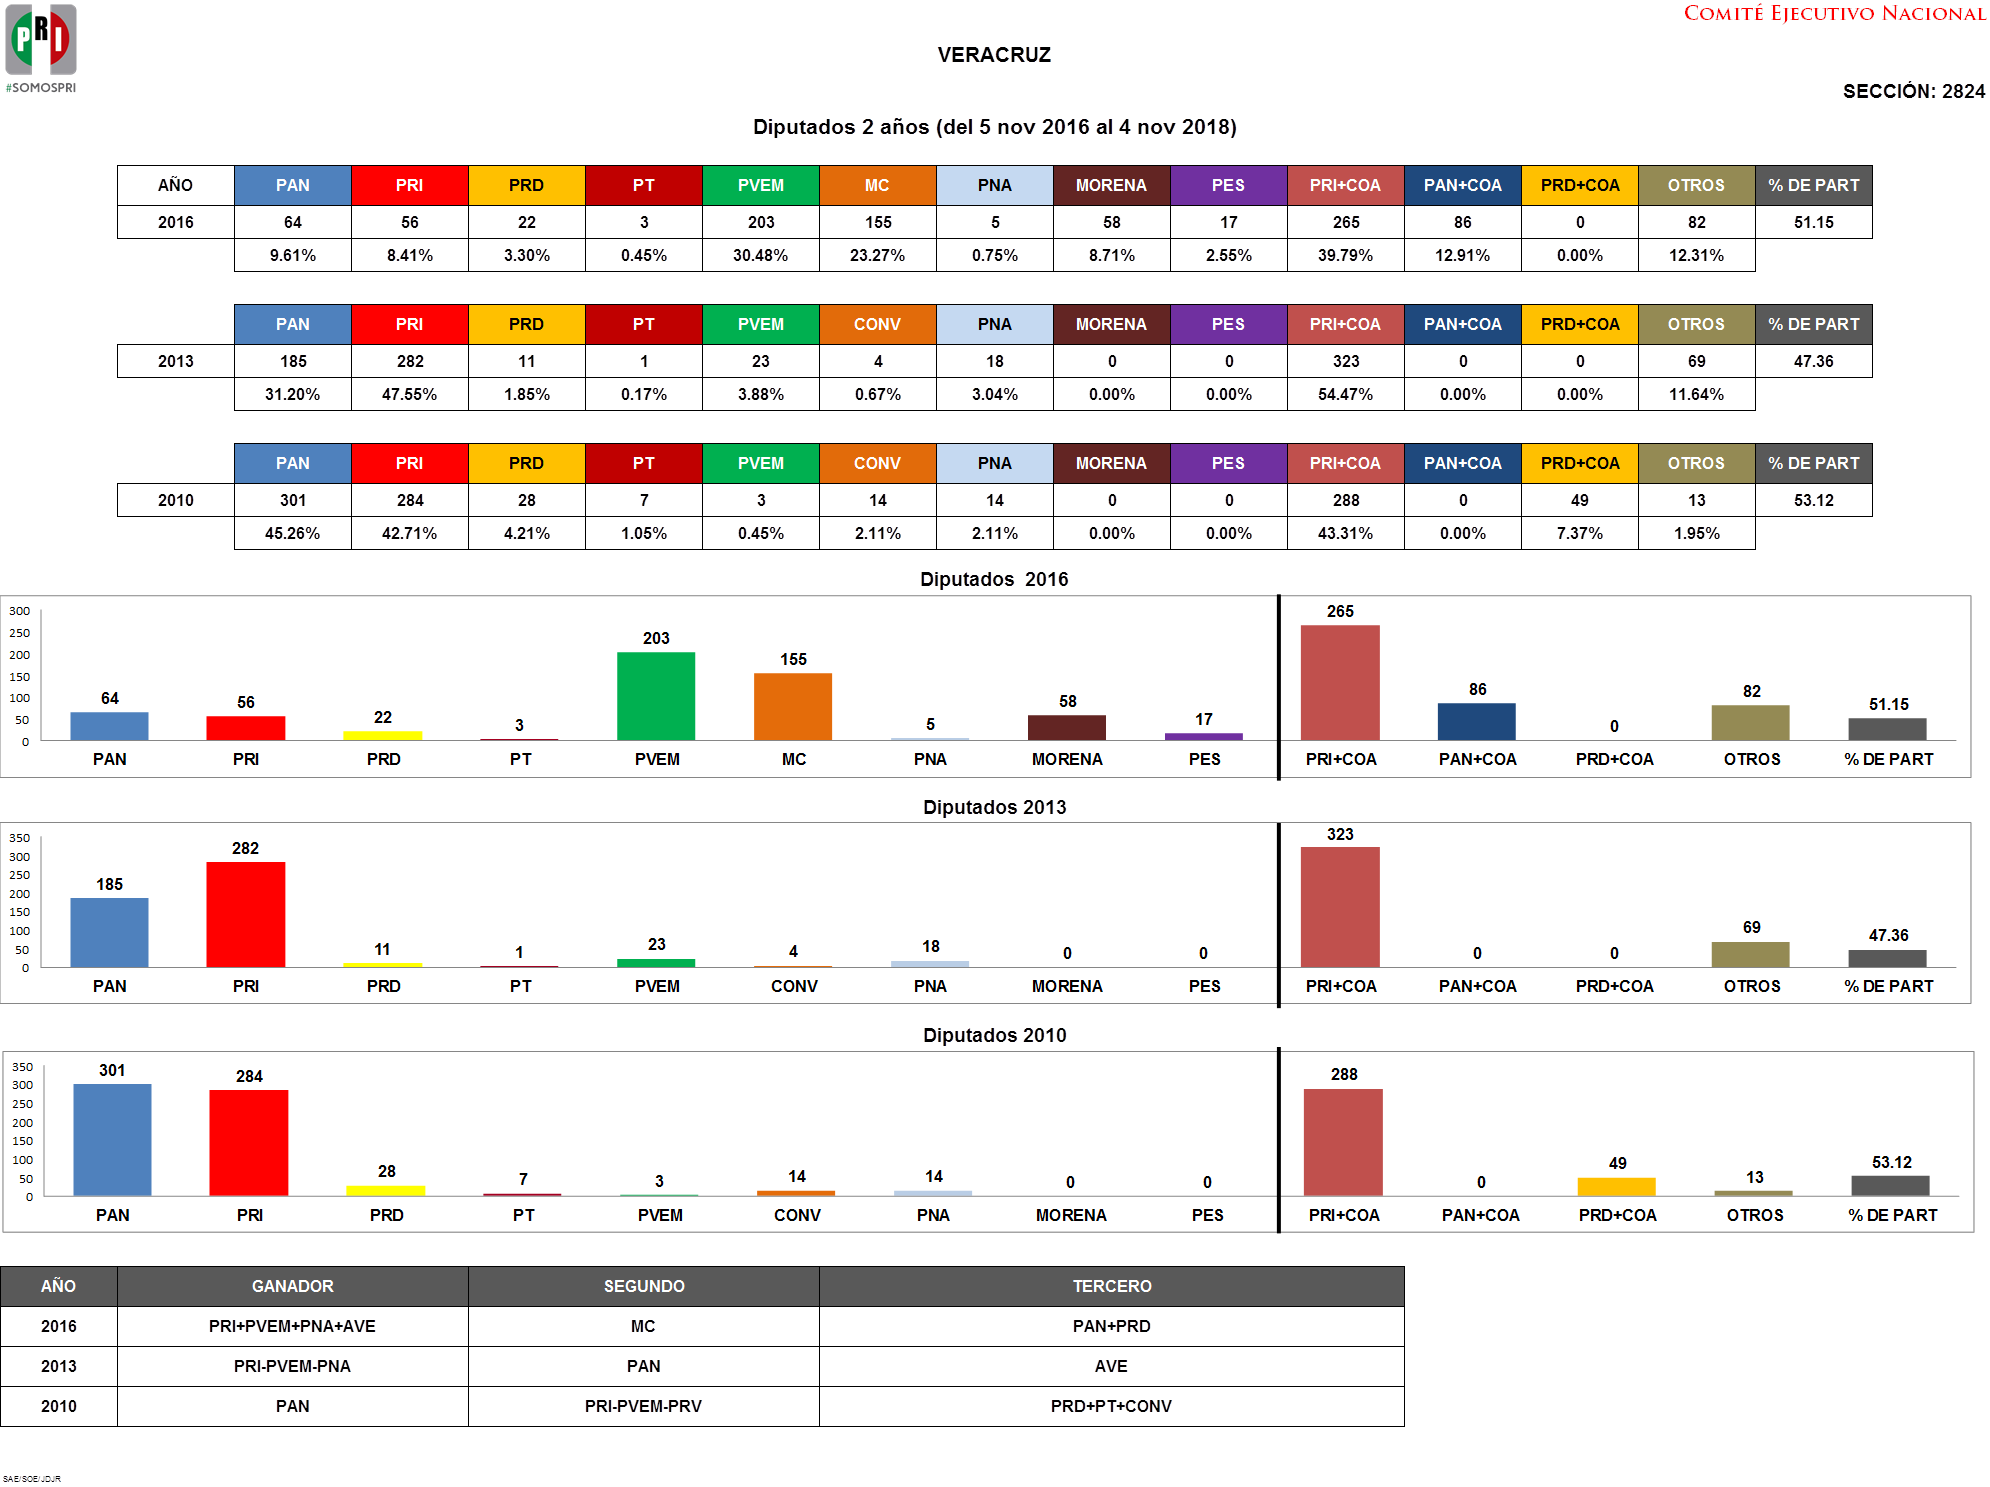 PRI
#SOMOSPRI
COMITÉ EJECUTIVO NACIONAL
VERACRUZ
SECCIÓN: 2824
Diputados 2 años (del 5 nov 2016 al 4 nov 2018)
AÑO PAN PRI PRD PT PVEM MC PNA MORENA PES PRI+COA PAN+COA PRD+COA OTROS % DE PART
2016 64 56 22 3 203 155 5 58 17 265 86 0 82 51.15
9.61% 8.41% 3.30% 0.45% 30.48% 23.27% 0.75% 8.71% 2.55% 39.79% 12.91% 0.00% 12.31%
PAN PRI PRD PT PVEM CONV PNA MORENA PES PRI+COA PAN+COA PRD+COA OTROS % DE PART
2013 185 282 11 1 23 4 18 0 0 323 0 0 69 47.36
31.20% 47.55% 1.85% 0.17% 3.88% 0.67% 3.04% 0.00% 0.00% 54.47% 0.00% 0.00% 11.64%
PAN PRI PRD PT PVEM CONV PNA MORENA PES PRI+COA PAN+COA PRD+COA OTROS % DE PART
2010 301 284 28 7 3 14 14 0 0 288 0 49 13 53.12
45.26% 42.71% 4.21% 1.05% 0.45% 2.11% 2.11% 0.00% 0.00% 43.31% 0.00% 7.37% 1.95%
Diputados 2016
300
250
200
150
100
50
0
64 56 22 3 203 155 5 58 17 265 86 0 82 51.15
PAN PRI PRD PT PVEM MC PNA MORENA PES PRI+COA PAN+COA PRD+COA OTROS % DE PART
Diputados 2013
350
300
250
200
150
100
50
0
185 282 11 1 23 4 18 0 0 323 0 0 69 47.36
PAN PRI PRD PT PVEM CONV PNA MORENA PES PRI+COA PAN+COA PRD+COA OTROS % DE PART
Diputados 2010
350
300
250
200
150
100
50
0
301 284 28 7 3 14 14 0 0 288 0 49 13 53.12
PAN PRI PRD PT PVEM CONV PNA MORENA PES PRI+COA PAN+COA PRD+COA OTROS % DE PART
AÑO GANADOR SEGUNDO TERCERO
2016 PRI+PVEM+PNA+AVE MC PAN+PRD
2013 PRI-PVEM-PNA PAN AVE
2010 PAN PRI-PVEM-PRV PRD+PT+CONV
SAE/SOE/JDJR